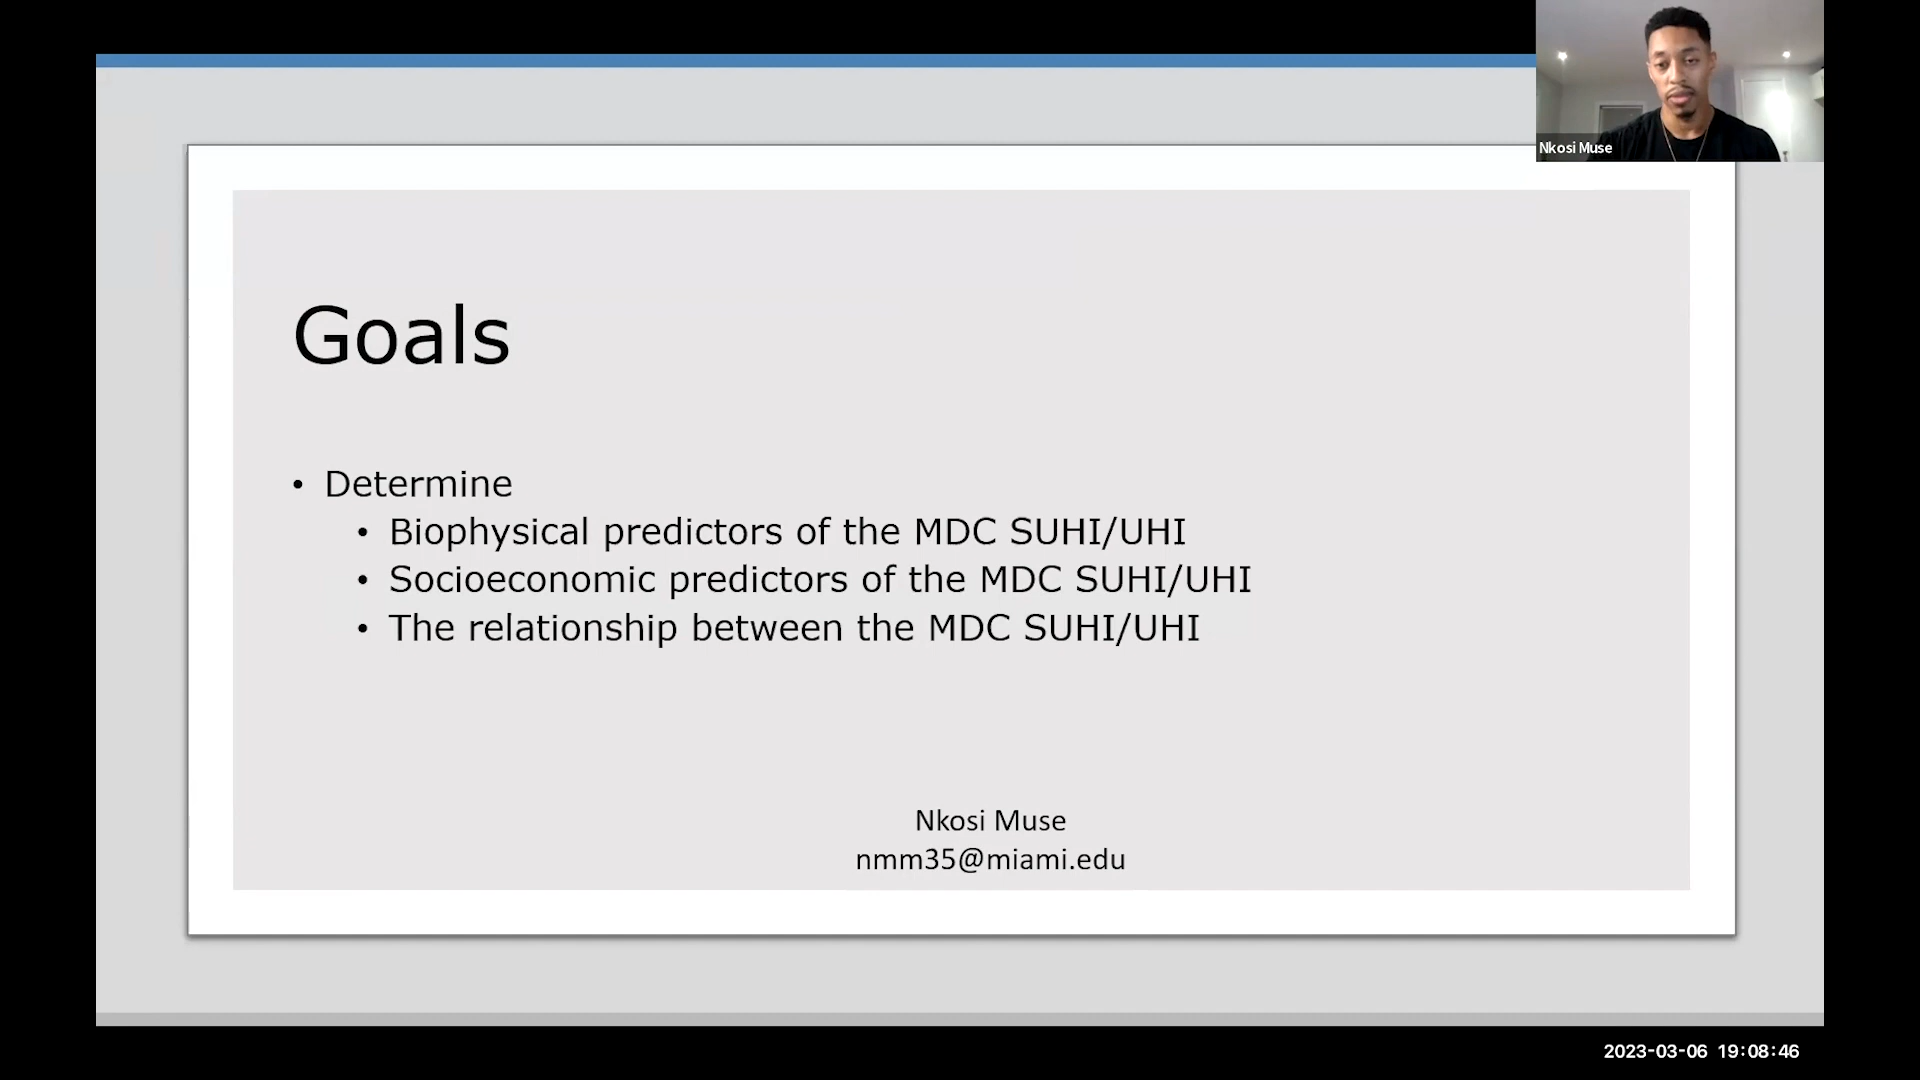 Nkosi Muse
Goals
• Determine
• Biophysical predictors of the MDC SUHI/UHI
• Socioeconomic predictors of the MDC SUHI/UHI
• The relationship between the MDC SUHI/UHI
Nkosi Muse
nmm35@miami.edu
2023-03-06 19:08:46